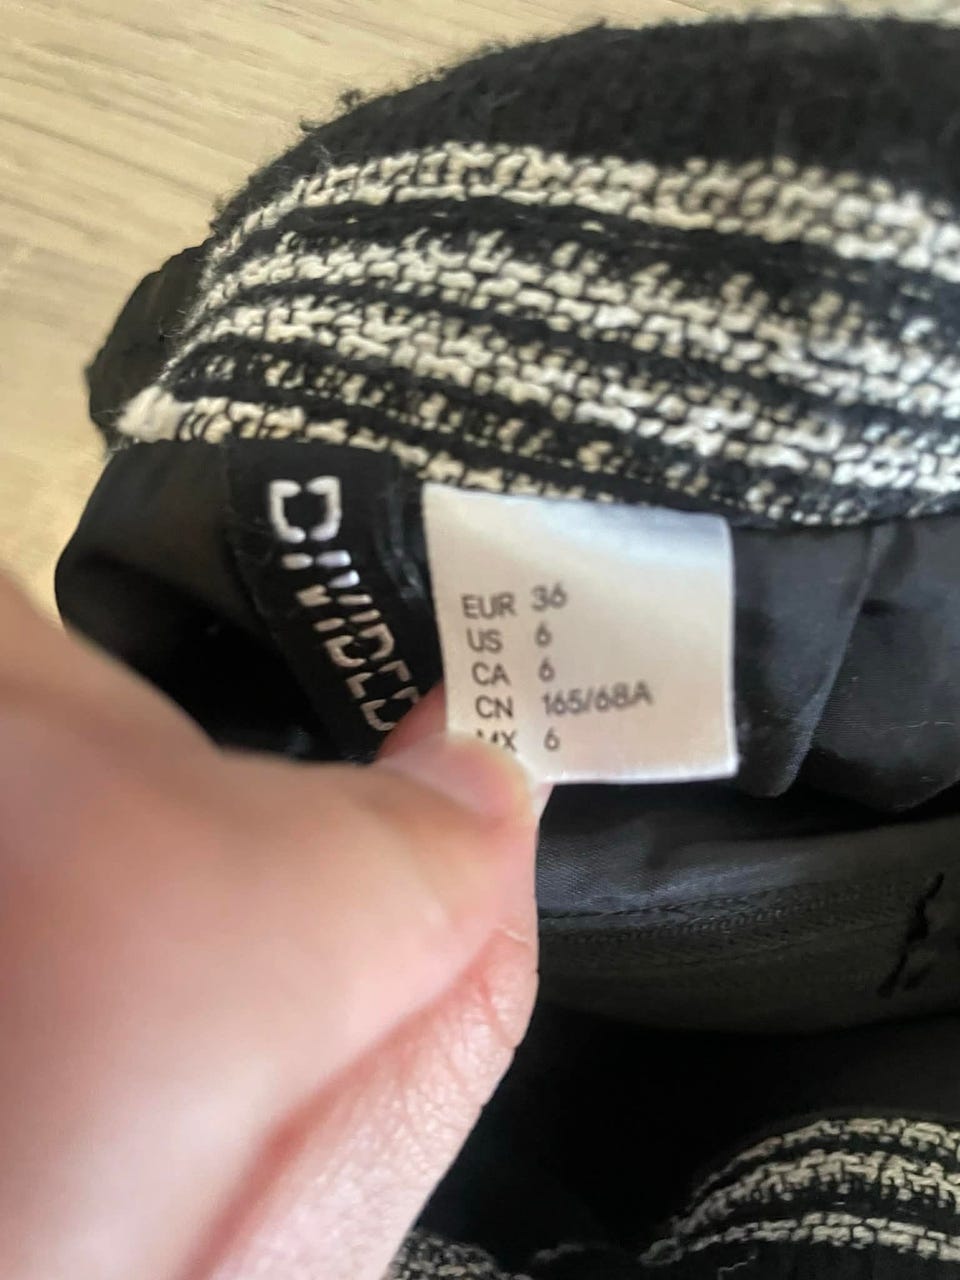 DIVIDED
EUR 36
US 6
CA 6
CN 165/68A
MX 6